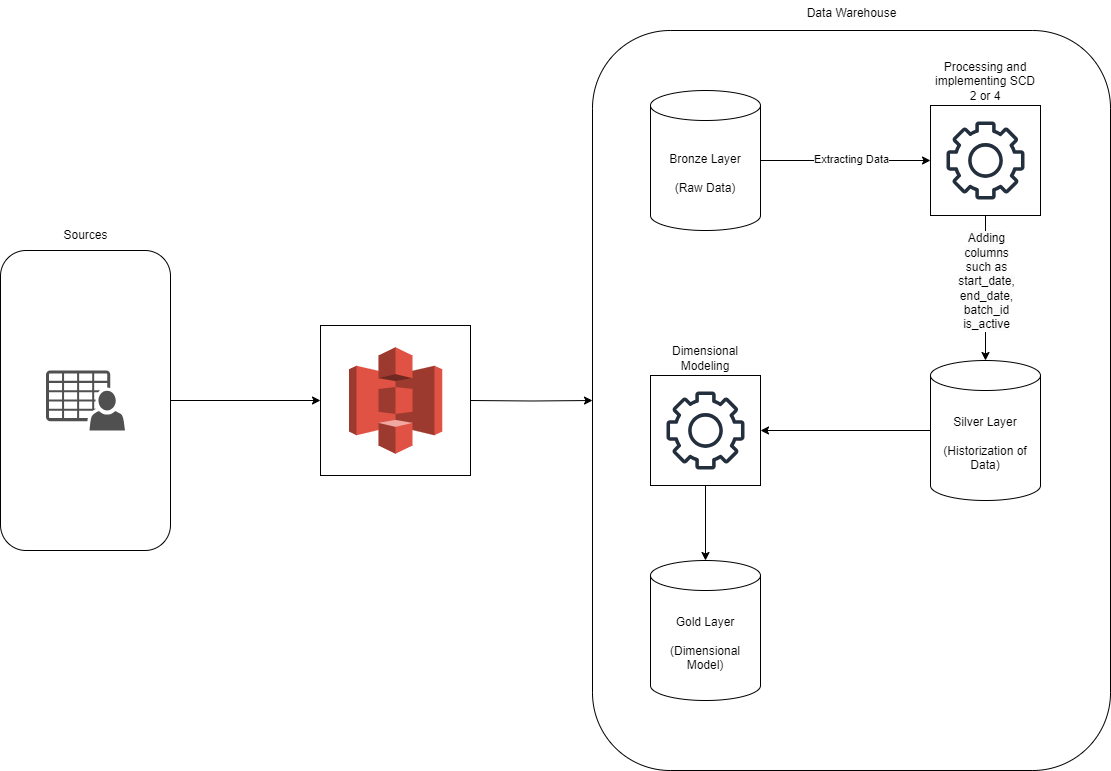 Data Warehouse
Processing and
implementing SCD
2 or 4
Bronze Layer
(Raw Data)
Extracting Data
Sources
Adding
columns
such as
start_date,
end_date,
batch_id
is_active
Dimensional
Modeling
Silver Layer
(Historization of
Data)
Gold Layer
(Dimensional
Model)